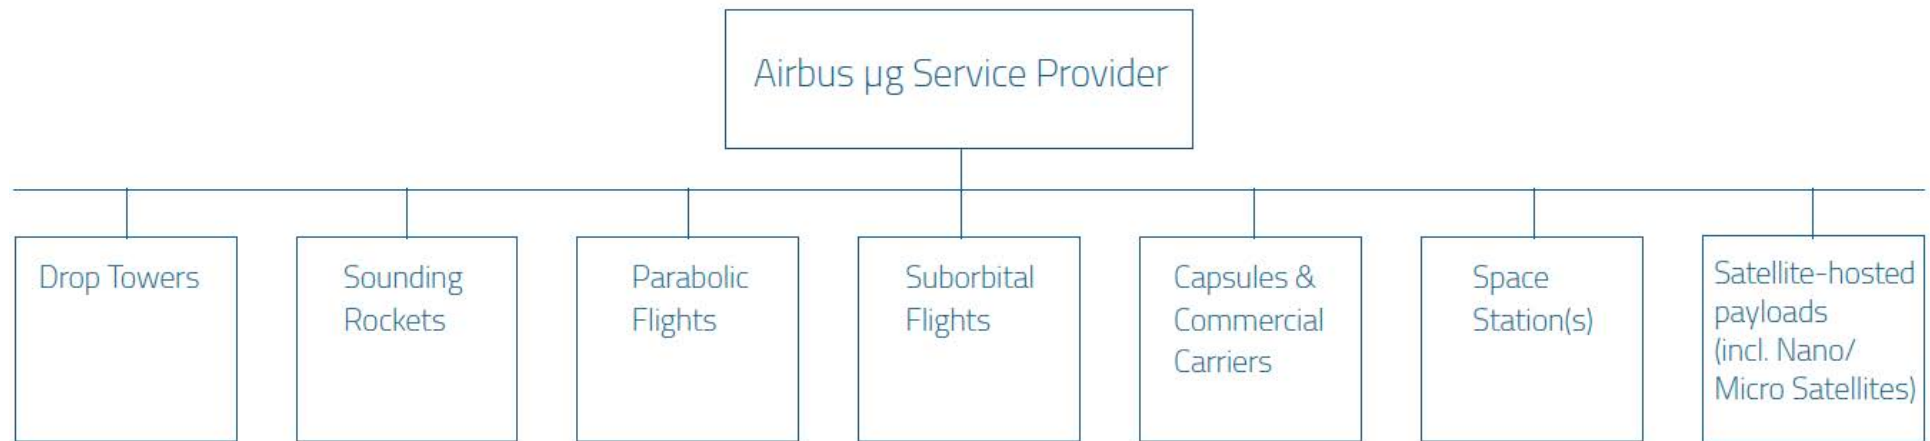 Airbus µg Service Provider
Drop Towers
Sounding
Rockets
Parabolic
Flights
Suborbital
Flights
Capsules &
Commercial
Carriers
Space
Station(s)
Satellite-hosted
payloads
(incl. Nano/
Micro Satellites)